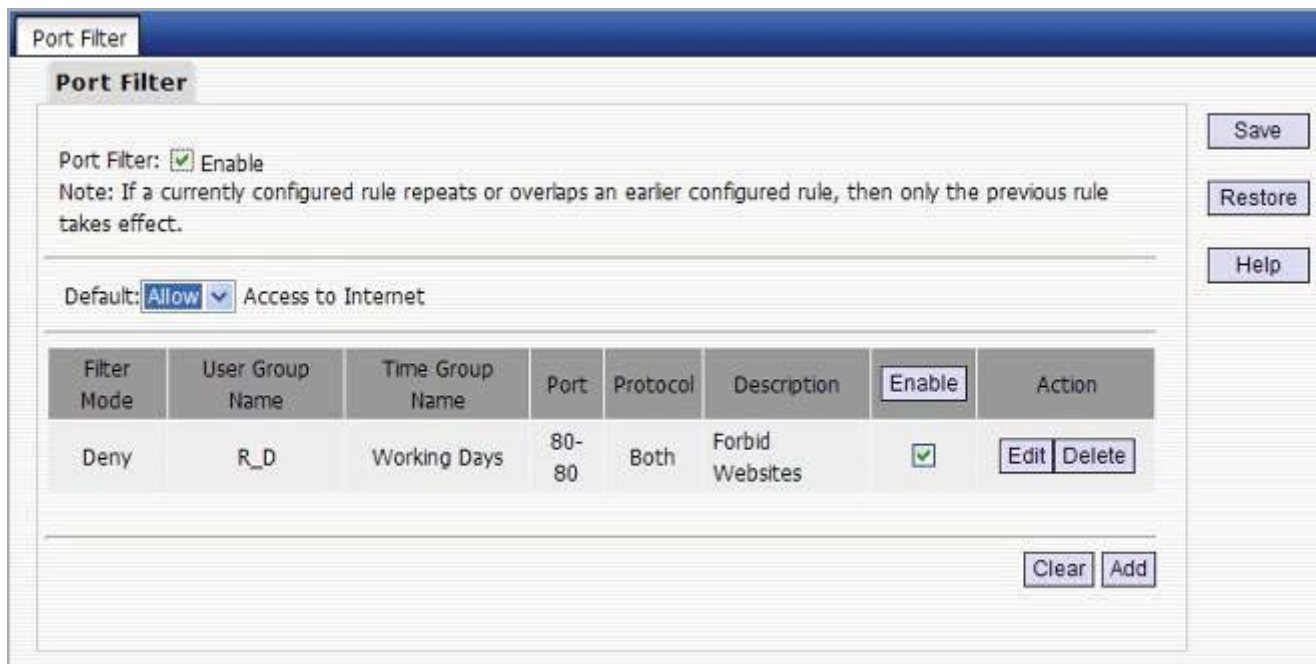 Port Filter
Port Filter
Save
Port Filter: Enable
Note: If a currently configured rule repeats or overlaps an earlier configured rule, then only the previous rule
takes effect.
Restore
Help
Default: Allow Access to Internet
Filter Mode User Group Name Time Group Name Port Protocol Description Enable Action
Deny R_D Working Days 80-80 Both Forbid Websites Edit Delete
Clear Add